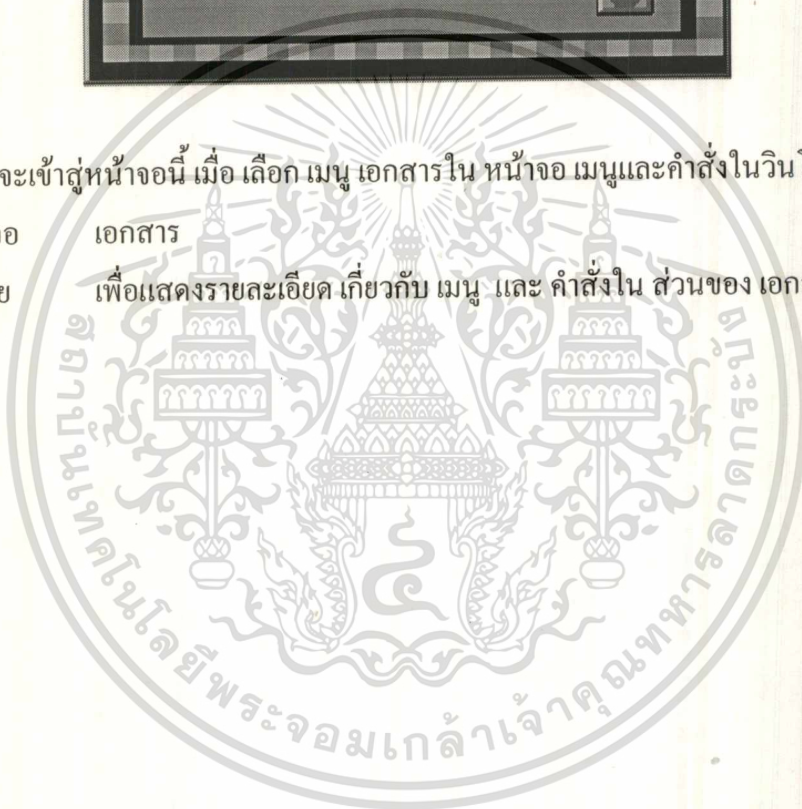 จะเข้าสู่หน้าจอนี้ เมื่อ เลือก เมนู เอกสารใน หน้าจอ เมนูและคำสั่งในวิน
เอกสาร
เพื่อแสดงรายละเอียด เกี่ยวกับ เมนู และ คำสั่งใน ส่วนของ เอก
สถาบันเทคโนโลยีพระจอมเกล้าเจ้าคุณทหารลาดกระบัง